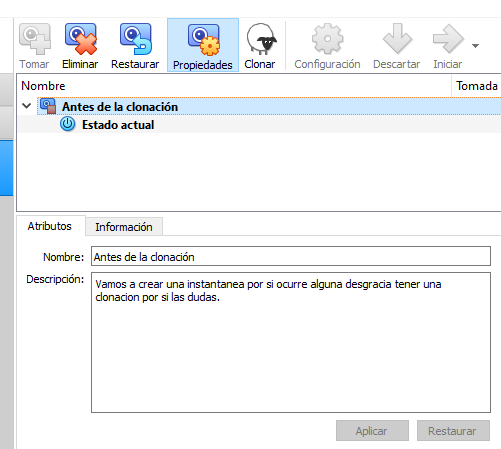 Tomar Eliminar Restaurar Propiedades Clonar Configuración Descartar Iniciar
Nombre Tomada
Antes de la clonación
Estado actual
Atributos Información
Nombre: Antes de la clonación
Descripción: Vamos a crear una instantanea por si ocurre alguna desgracia tener una
clonacion por si las dudas.
Aplicar Restaurar